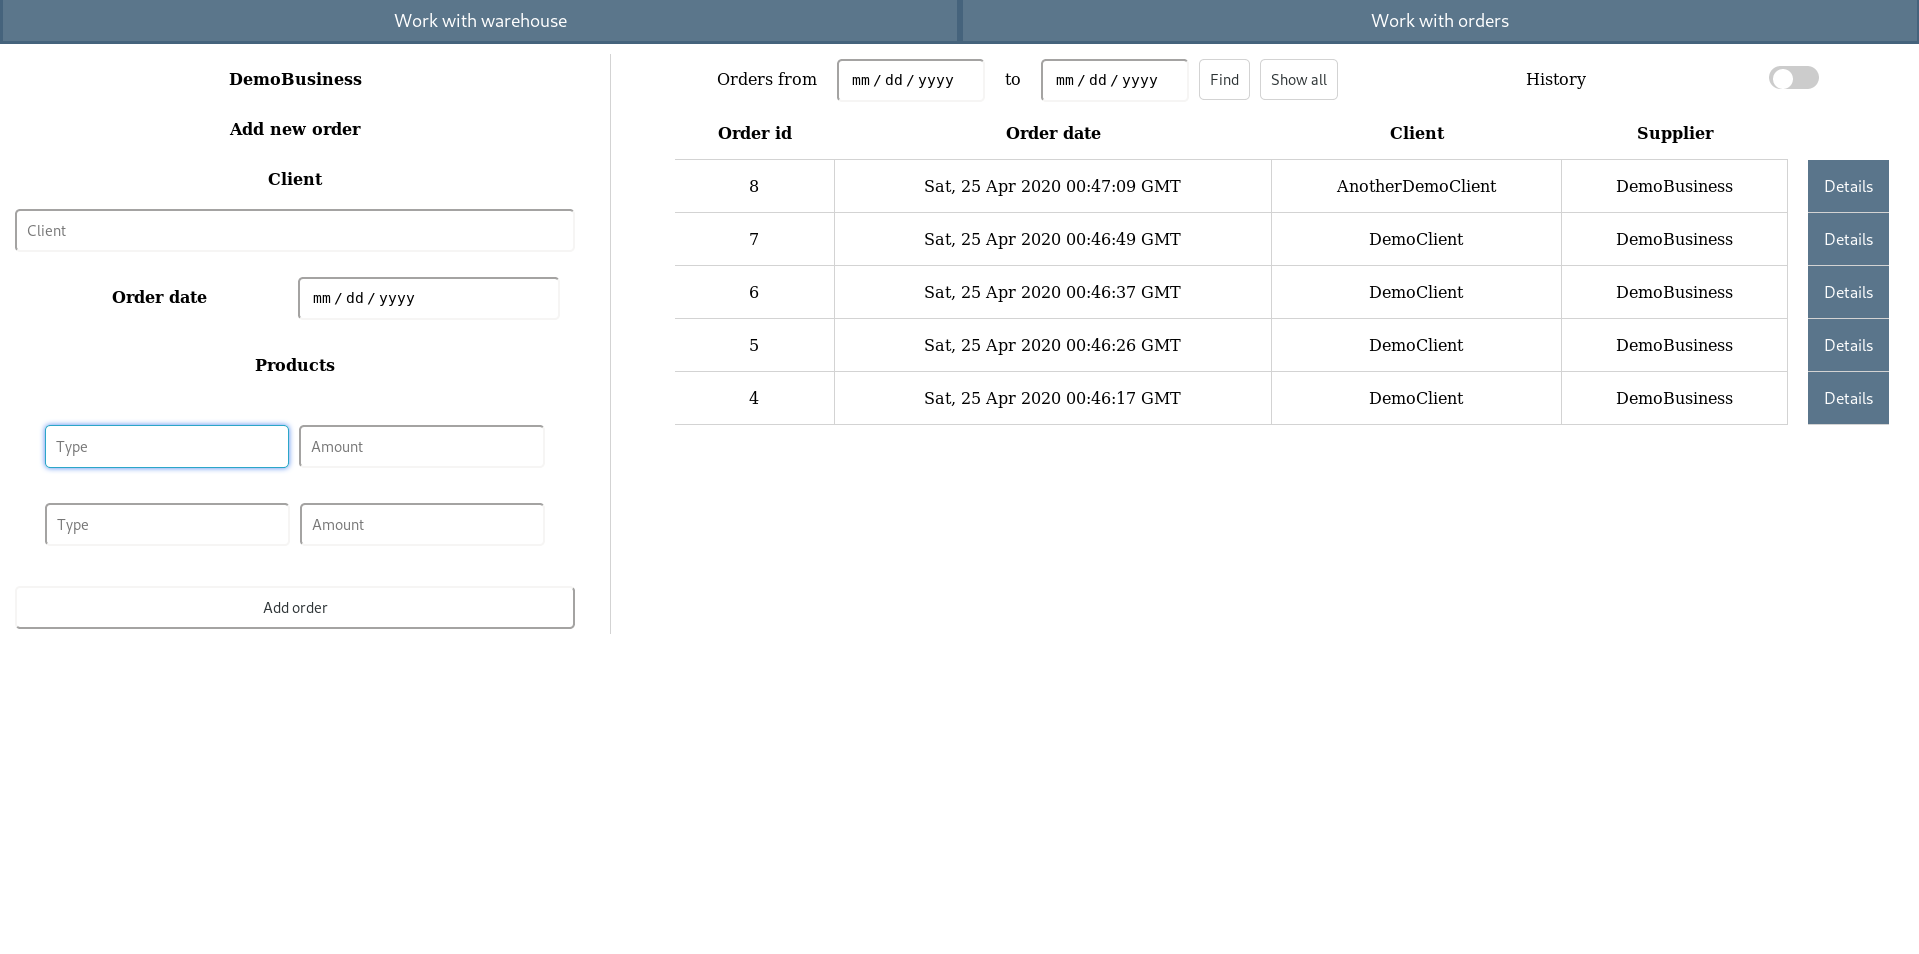 Work with warehouse
Work with orders
DemoBusiness
Add new order
Client
Client
Order date
mm / dd / yyyy
Products
Type
Amount
Type
Amount
Add order
Orders from mm / dd / yyyy to mm / dd / yyyy Find Show all History
Order id Order date Client Supplier
8 Sat, 25 Apr 2020 00:47:09 GMT AnotherDemoClient DemoBusiness Details
7 Sat, 25 Apr 2020 00:46:49 GMT DemoClient DemoBusiness Details
6 Sat, 25 Apr 2020 00:46:37 GMT DemoClient DemoBusiness Details
5 Sat, 25 Apr 2020 00:46:26 GMT DemoClient DemoBusiness Details
4 Sat, 25 Apr 2020 00:46:17 GMT DemoClient DemoBusiness Details